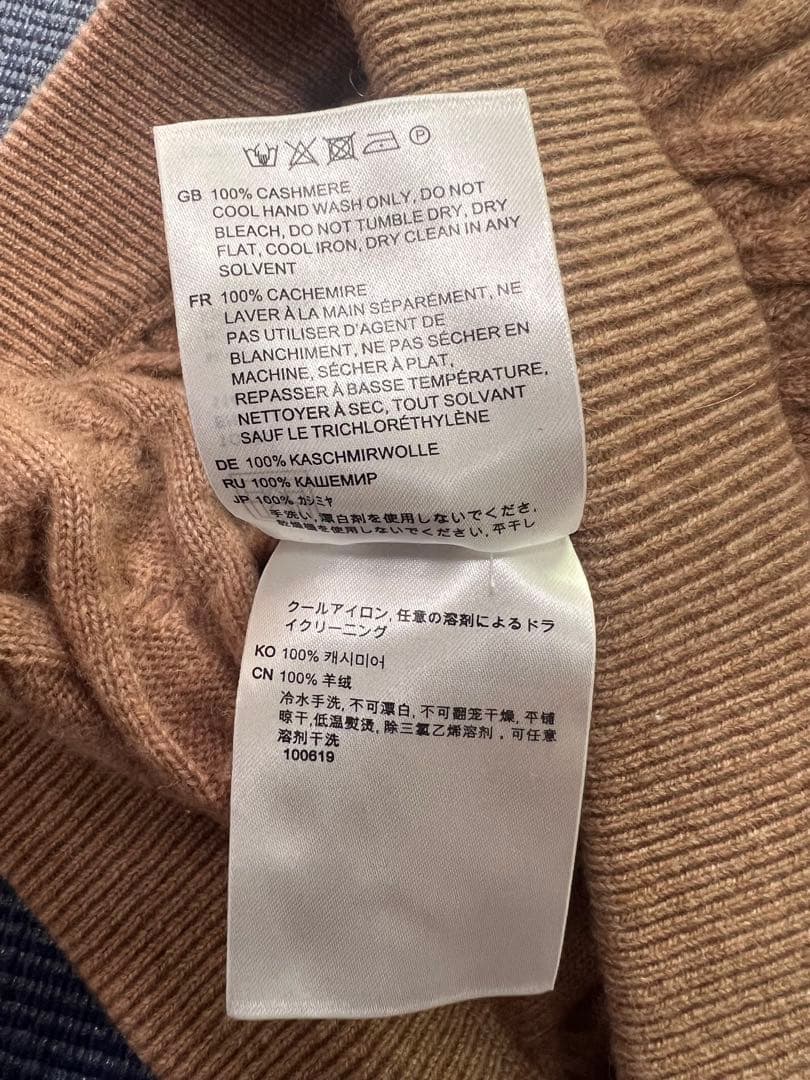 P
GB 100% CASHMERE
COOL HAND WASH ONLY, DO NOT
BLEACH, DO NOT TUMBLE DRY, DRY
FLAT, COOL IRON, DRY CLEAN IN ANY
SOLVENT
FR 100% CACHEMIRE
LAVER À LA MAIN SÉPARÉMENT, NE
PAS UTILISER D'AGENT DE
BLANCHIMENT, NE PAS SÉCHER EN
MACHINE, SÉCHER À PLAT,
REPASSER À BASSE TEMPÉRATURE,
NETTOYER À SEC, TOUT SOLVANT
SAUF LE TRICHLORÉTHYLÈNE
DE 100% KASCHMIRWOLLE
RU 100% КАШЕМИР
JP 100% カシミヤ
手洗い, 漂白剤を使用しないでくださ,
乾燥機を使用しないでください, 平干し
クールアイロン, 任意の溶剤によるドラ
イクリーニング
KO 100% 캐시미어
CN 100% 羊绒
冷水手洗, 不可漂白, 不可翻笼干燥, 平铺
晾干, 低温熨烫, 除三氯乙烯溶剂，可任意
溶剂干洗
100619